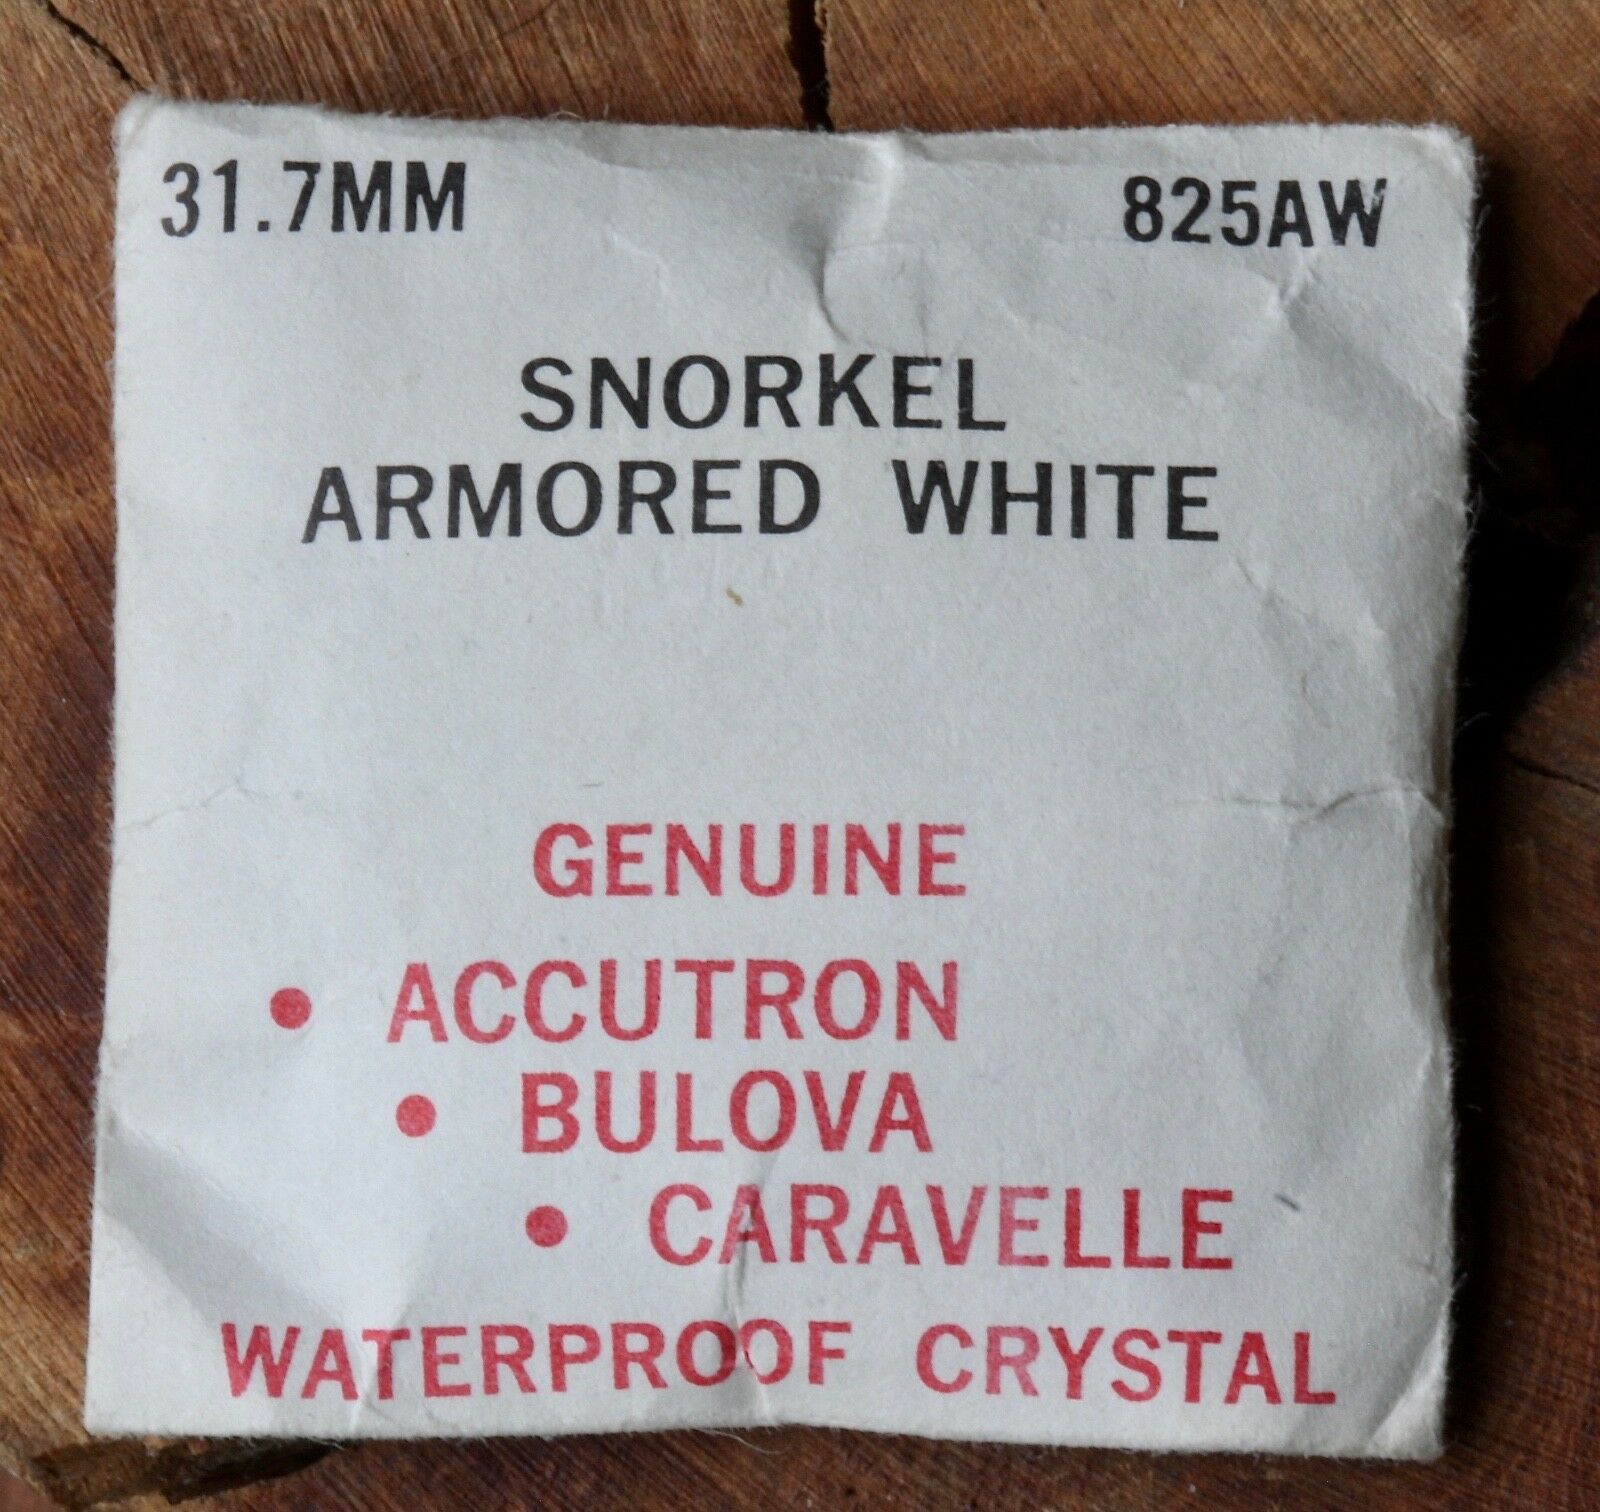 31.7MM 825AW
SNORKEL
ARMORED WHITE
GENUINE
• ACCUTRON
• BULOVA
• CARAVELLE
WATERPROOF CRYSTAL